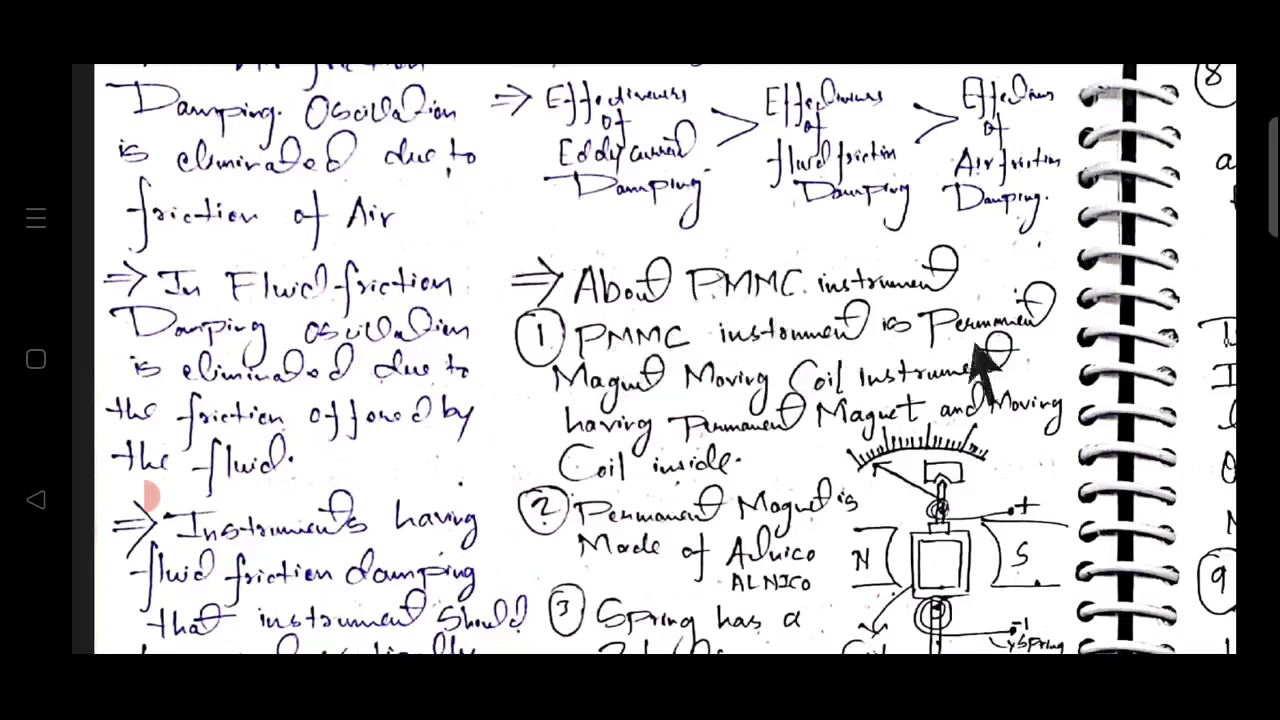 Damping. Oscillation
is eliminated due to
friction of Air
⇒ In Fluid friction
Damping oscillation
is eliminated due to
the friction offered by
the fluid.
⇒ Instruments having
fluid friction damping
that instrument should
⇒ Effectiveness of Eddy current Damping > Effectiveness of fluid friction Damping > Effectiveness of Air friction Damping.
⇒ About PMMC instrument
① PMMC instrument is Permanent
Magnet Moving Coil instrument
having Permanent Magnet and Moving
Coil inside.
② Permanent Magnet is
Made of Alnico
ALNICO
③ Spring has a
+
N
S
-
Spring
8
9